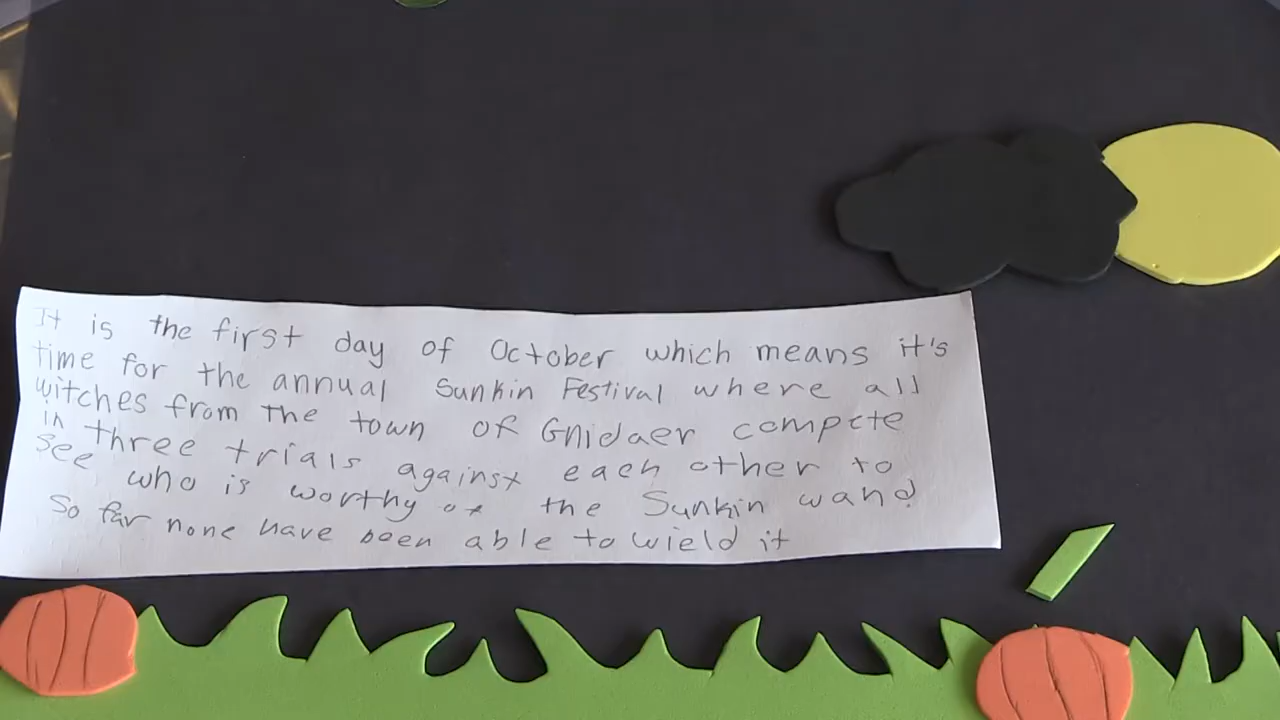 It is the first day of October which means it's
time for the annual Sunkin Festival where all
witches from the town of Gnidaer compete
in three trials against each other to
see who is worthy of the Sunkin wand
So far none have been able to wield it